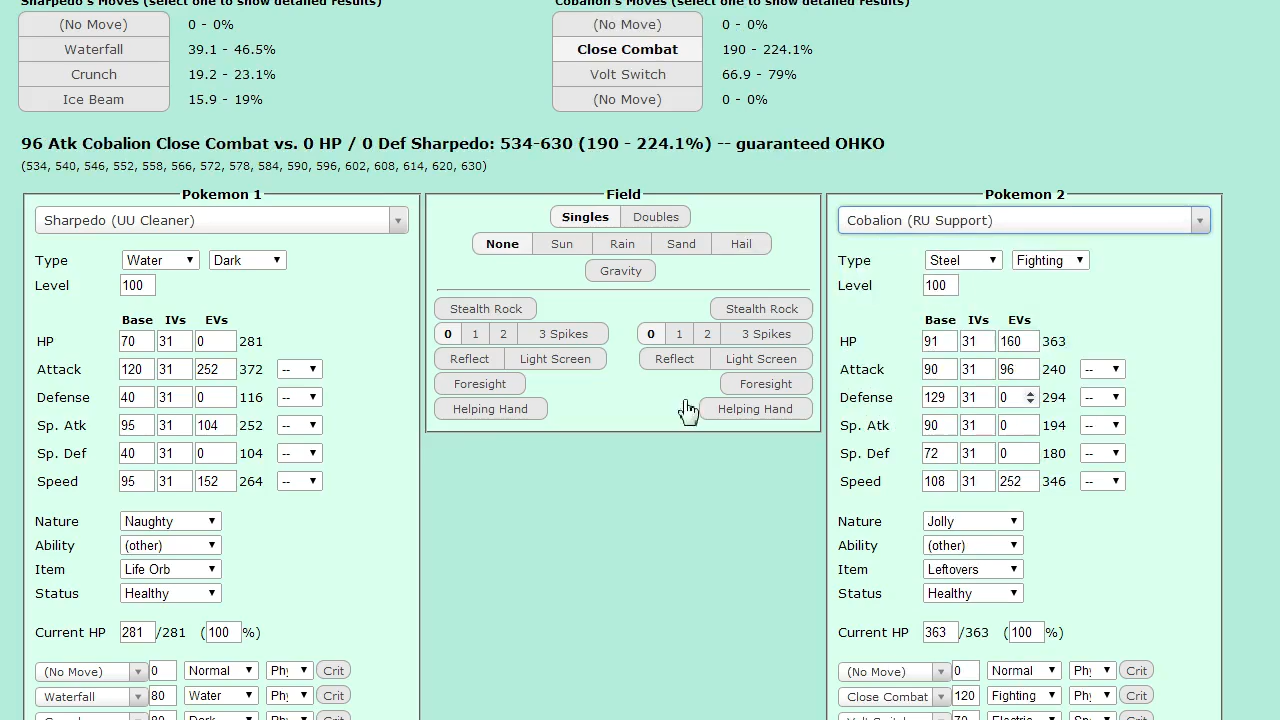 Sharpedo's Moves (select one to show detailed results) Cobalion's Moves (select one to show detailed results)
(No Move) 0 - 0% (No Move) 0 - 0%
Waterfall 39.1 - 46.5% Close Combat 190 - 224.1%
Crunch 19.2 - 23.1% Volt Switch 66.9 - 79%
Ice Beam 15.9 - 19% (No Move) 0 - 0%
96 Atk Cobalion Close Combat vs. 0 HP / 0 Def Sharpedo: 534-630 (190 - 224.1%) -- guaranteed OHKO
(534, 540, 546, 552, 558, 566, 572, 578, 584, 590, 596, 602, 608, 614, 620, 630)
Pokemon 1 Field Pokemon 2
Sharpedo (UU Cleaner) Singles Doubles Cobalion (RU Support)
None Sun Rain Sand Hail
Type Water Dark Type Steel Fighting
Gravity
Level 100 Level 100
Stealth Rock Stealth Rock
Base IVs EVs Base IVs EVs
0 1 2 3 Spikes 0 1 2 3 Spikes
HP 70 31 0 281 HP 91 31 160 363
Reflect Light Screen Reflect Light Screen
Attack 120 31 252 372 -- Attack 90 31 96 240 --
Foresight Foresight
Defense 40 31 0 116 -- Defense 129 31 0 294 --
Helping Hand Helping Hand
Sp. Atk 95 31 104 252 -- Sp. Atk 90 31 0 194 --
Sp. Def 40 31 0 104 -- Sp. Def 72 31 0 180 --
Speed 95 31 152 264 -- Speed 108 31 252 346 --
Nature Naughty Nature Jolly
Ability (other) Ability (other)
Item Life Orb Item Leftovers
Status Healthy Status Healthy
Current HP 281 /281 ( 100 %) Current HP 363 /363 ( 100 %)
(No Move) 0 Normal Crit (No Move) 0 Normal Crit
Waterfall 80 Water Crit Close Combat 120 Fighting Crit